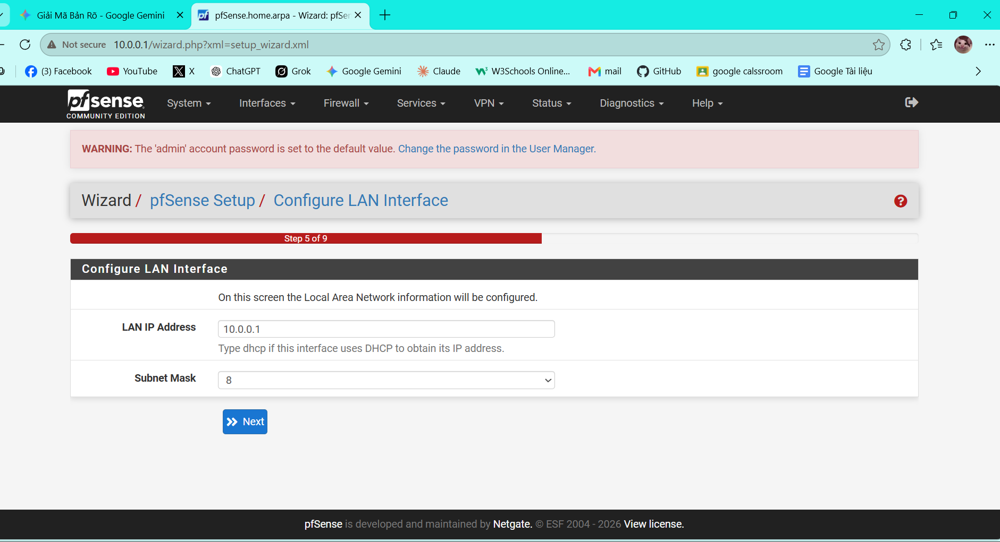 Giải Mã Bản Rõ - Google Gemini
pfSense.home.arpa - Wizard: pfSer
Not secure 10.0.0.1/wizard.php?xml=setup_wizard.xml
(3) Facebook YouTube X ChatGPT Grok Google Gemini Claude W3Schools Online... mail GitHub google calssroom Google Tài liệu
pfsense
COMMUNITY EDITION
System Interfaces Firewall Services VPN Status Diagnostics Help
WARNING: The 'admin' account password is set to the default value. Change the password in the User Manager.
Wizard / pfSense Setup / Configure LAN Interface
Step 5 of 9
Configure LAN Interface
On this screen the Local Area Network information will be configured.
LAN IP Address 10.0.0.1
Type dhcp if this interface uses DHCP to obtain its IP address.
Subnet Mask 8
Next
pfSense is developed and maintained by Netgate. © ESF 2004 - 2026 View license.